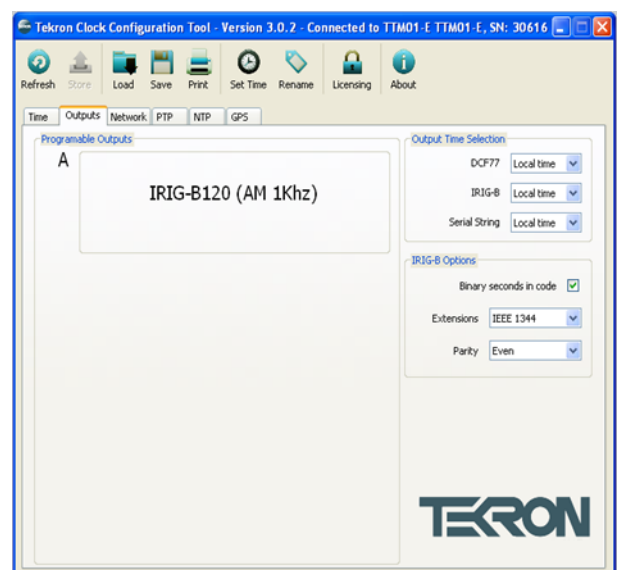 Tekron Clock Configuration Tool - Version 3.0.2 - Connected to TTM01-E TTM01-E, SN: 30616
Refresh Store Load Save Print Set Time Rename Licensing About
Time Outputs Network PTP NTP GPS
Programable Outputs
A
IRIG-B120 (AM 1Khz)
Output Time Selection
DCF77 Local time
IRIG-B Local time
Serial String Local time
IRIG-B Options
Binary seconds in code
Extensions IEEE 1344
Parity Even
TEKRON